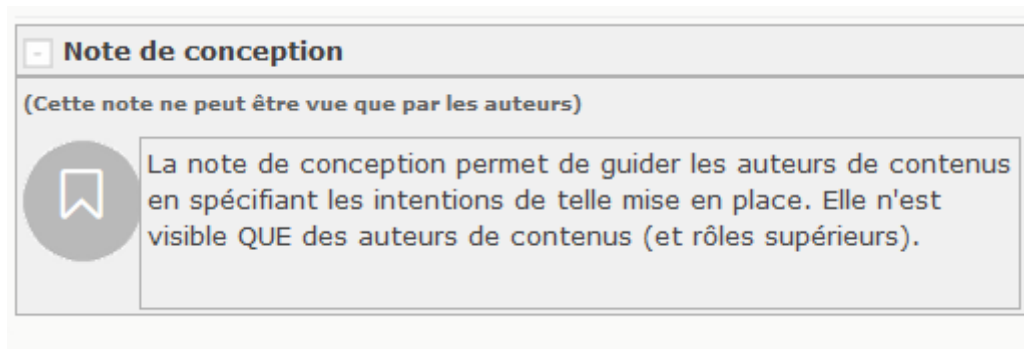 Note de conception
(Cette note ne peut être vue que par les auteurs)
La note de conception permet de guider les auteurs de contenus
en spécifiant les intentions de telle mise en place. Elle n'est
visible QUE des auteurs de contenus (et rôles supérieurs).